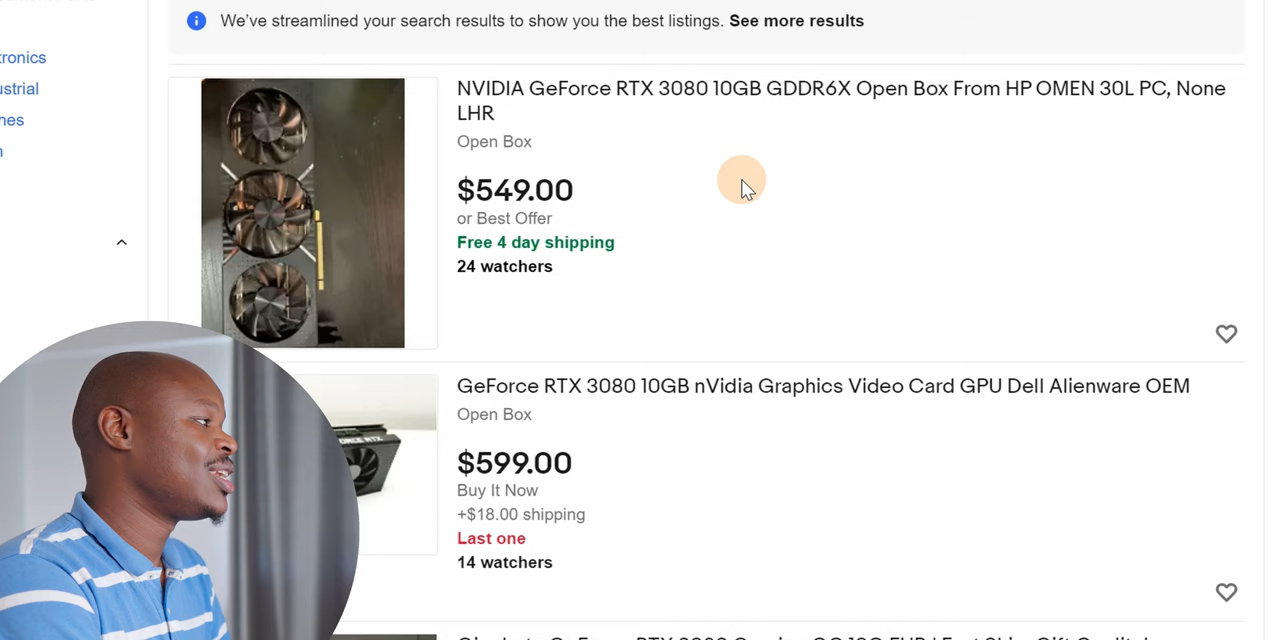 We've streamlined your search results to show you the best listings. See more results
tronics
ustrial
hes
NVIDIA GeForce RTX 3080 10GB GDDR6X Open Box From HP OMEN 30L PC, None
LHR
Open Box
$549.00
or Best Offer
Free 4 day shipping
24 watchers
GeForce RTX 3080 10GB nVidia Graphics Video Card GPU Dell Alienware OEM
Open Box
ORCE RTX
$599.00
Buy It Now
+$18.00 shipping
Last one
14 watchers